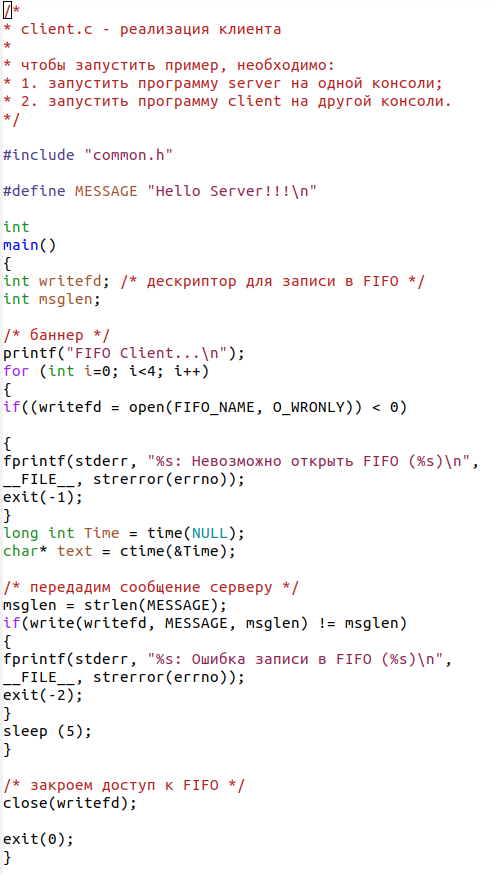 /*
* client.c - реализация клиента
*
* чтобы запустить пример, необходимо:
* 1. запустить программу server на одной консоли;
* 2. запустить программу client на другой консоли.
*/

#include "common.h"

#define MESSAGE "Hello Server!!!\n"

int
main()
{
int writefd; /* дескриптор для записи в FIFO */
int msglen;

/* баннер */
printf("FIFO Client...\n");
for (int i=0; i<4; i++)
{
if((writefd = open(FIFO_NAME, O_WRONLY)) < 0)

{
fprintf(stderr, "%s: Невозможно открыть FIFO (%s)\n",
__FILE__, strerror(errno));
exit(-1);
}
long int Time = time(NULL);
char* text = ctime(&Time);

/* передадим сообщение серверу */
msglen = strlen(MESSAGE);
if(write(writefd, MESSAGE, msglen) != msglen)
{
fprintf(stderr, "%s: Ошибка записи в FIFO (%s)\n",
__FILE__, strerror(errno));
exit(-2);
}
sleep (5);
}

/* закроем доступ к FIFO */
close(writefd);

exit(0);
}